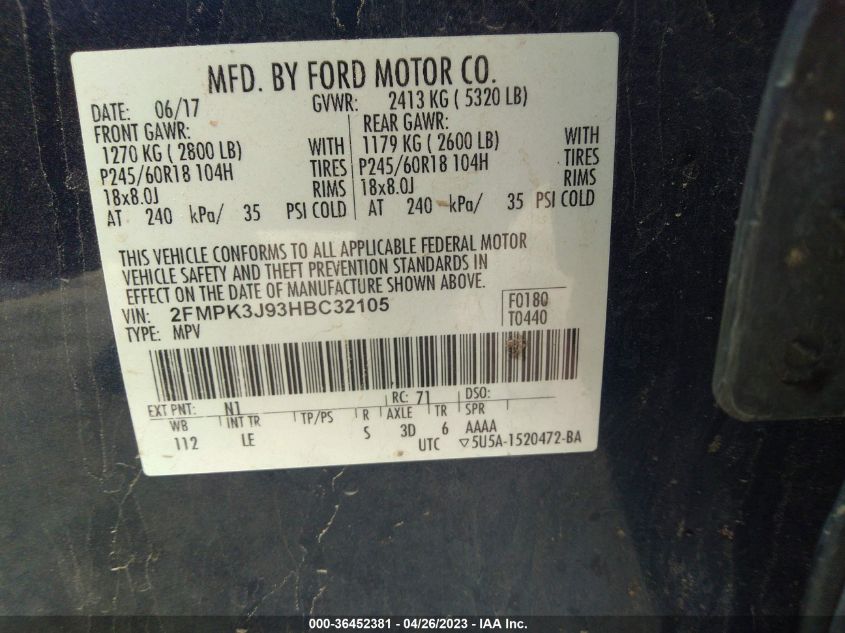 MFD. BY FORD MOTOR CO.
DATE: 06/17 GVWR: 2413 KG ( 5320 LB)
FRONT GAWR: REAR GAWR:
1270 KG ( 2800 LB) WITH 1179 KG ( 2600 LB) WITH
P245/60R18 104H TIRES P245/60R18 104H TIRES
18x8.0J RIMS 18x8.0J RIMS
AT 240 kPa/ 35 PSI COLD AT 240 kPa/ 35 PSI COLD
THIS VEHICLE CONFORMS TO ALL APPLICABLE FEDERAL MOTOR
VEHICLE SAFETY AND THEFT PREVENTION STANDARDS IN
EFFECT ON THE DATE OF MANUFACTURE SHOWN ABOVE.
VIN: 2FMPK3J93HBC32105 F0180
TYPE: MPV T0440
EXT PNT: N1 RC: 71 DSO:
WB INT TR TP/PS R AXLE TR SPR
112 LE S 3D 6 AAAA
UTC ▽5U5A-1520472-BA
000-36452381 - 04/26/2023 - IAA Inc.